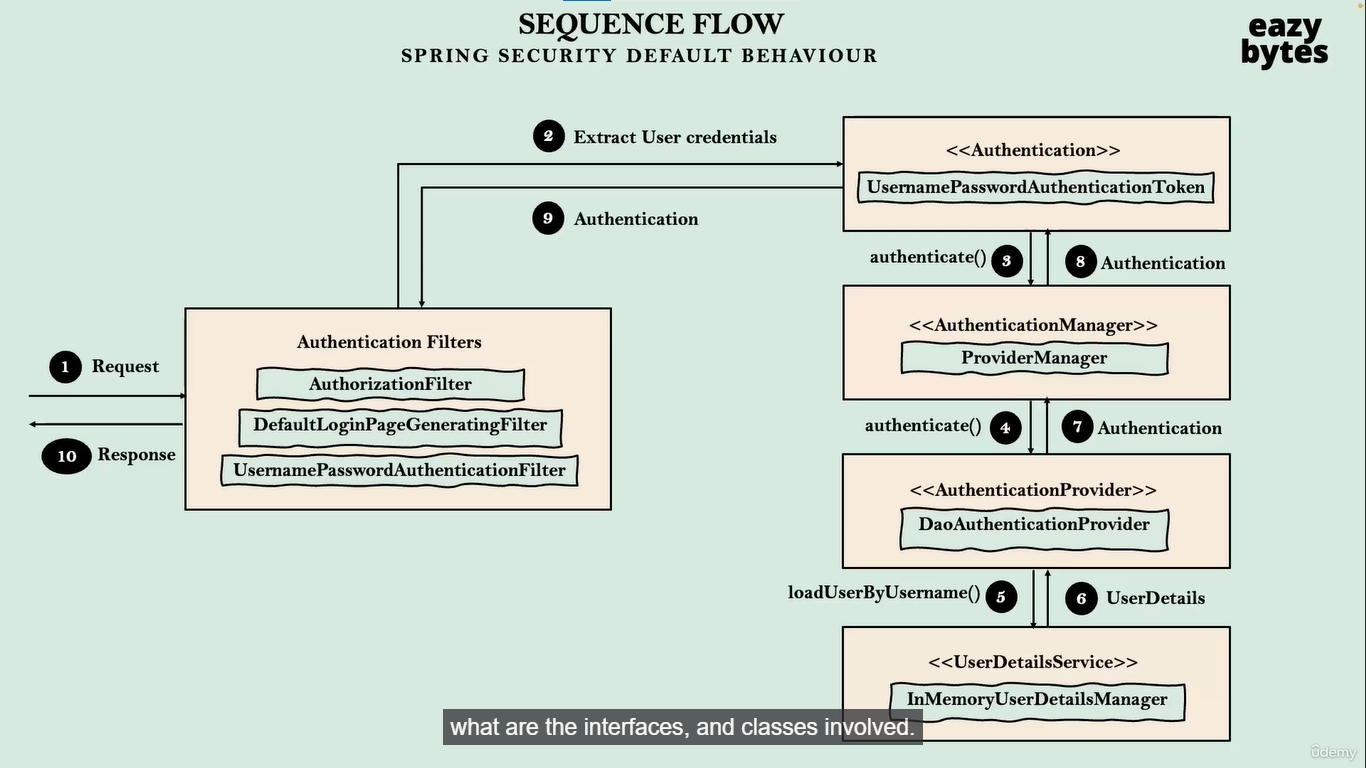 SEQUENCE FLOW
SPRING SECURITY DEFAULT BEHAVIOUR
eazy
bytes
2 Extract User credentials
9 Authentication
<<Authentication>>
UsernamePasswordAuthenticationToken
authenticate() 3
8 Authentication
<<AuthenticationManager>>
ProviderManager
authenticate() 4
7 Authentication
<<AuthenticationProvider>>
DaoAuthenticationProvider
loadUserByUsername() 5
6 UserDetails
<<UserDetailsService>>
InMemoryUserDetailsManager
1 Request
10 Response
Authentication Filters
AuthorizationFilter
DefaultLoginPageGeneratingFilter
UsernamePasswordAuthenticationFilter
what are the interfaces, and classes involved.
ûdemy